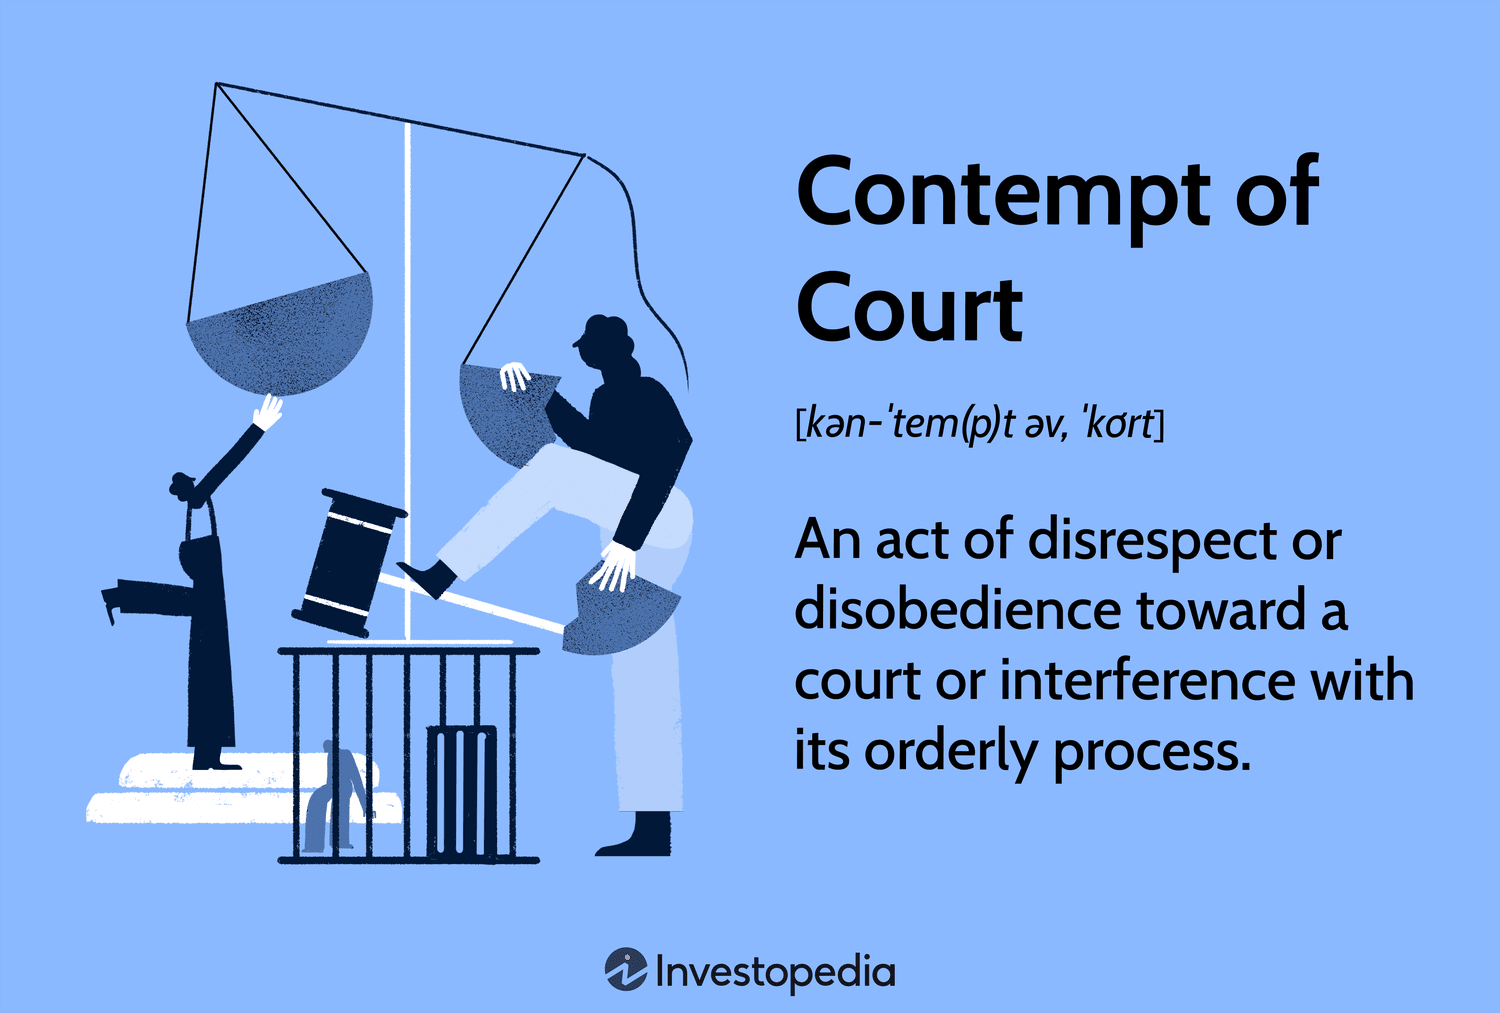 Contempt of
Court
[kən-ˈtem(p)t əv, ˈkȯrt]
An act of disrespect or
disobedience toward a
court or interference with
its orderly process.
Investopedia